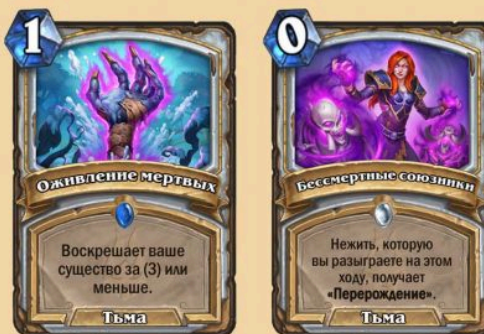 1
Оживление мертвых
Воскрешает ваше
существо за (3) или
меньше.
Тьма
0
Бессмертные союзники
Нежить, которую
вы разыграете на этом
ходу, получает
«Перерождение».
Тьма